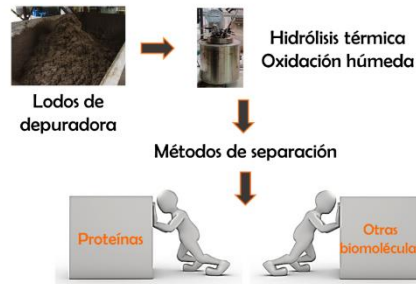 Hidrólisis térmica
Oxidación húmeda
Lodos de
depuradora
Métodos de separación
Proteínas
Otras
biomolécula